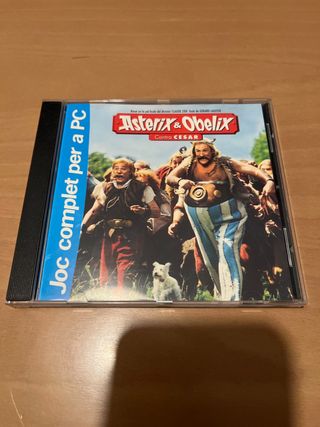 Joc complet per a PC
Asterix & Obelix
Contra CESAR